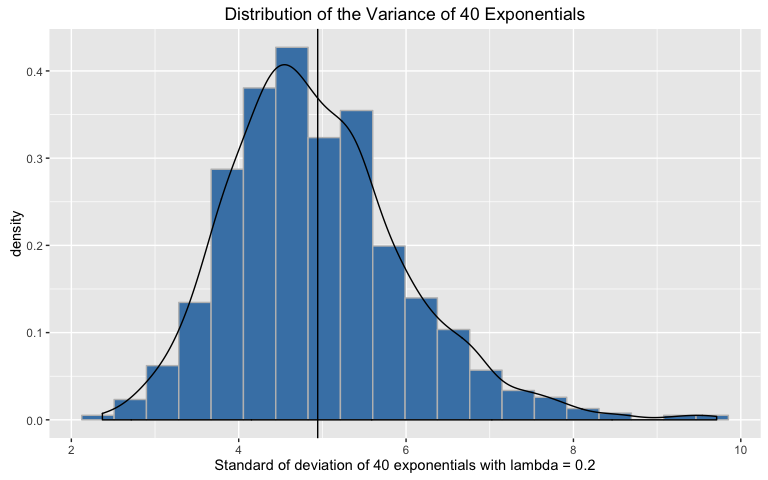 Distribution of the Variance of 40 Exponentials
density
0.4
0.3
0.2
0.1
0.0
2 4 6 8 10
Standard of deviation of 40 exponentials with lambda = 0.2